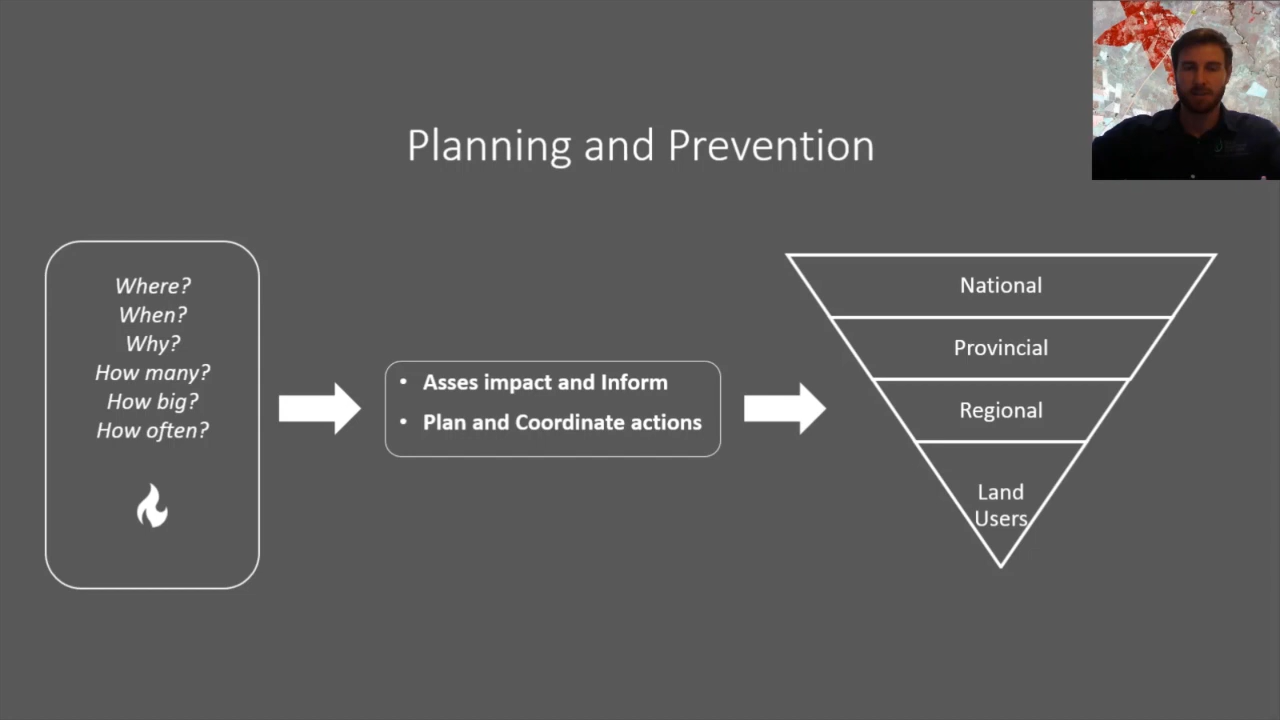 Planning and Prevention
Where?
When?
Why?
How many?
How big?
How often?
• Asses impact and Inform
• Plan and Coordinate actions
National
Provincial
Regional
Land
Users